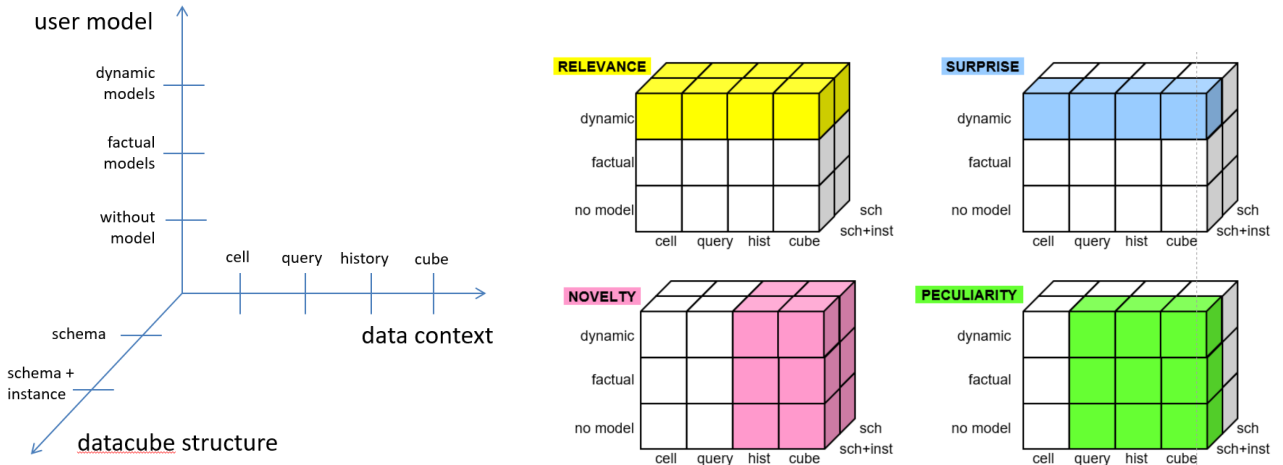 user model
dynamic
models
factual
models
without
model
cell
query
history
cube
data context
schema
schema +
instance
datacube structure
RELEVANCE
dynamic
factual
no model
cell
query
hist
cube
sch
sch+inst
SURPRISE
dynamic
factual
no model
cell
query
hist
cube
sch
sch+inst
NOVELTY
dynamic
factual
no model
cell
query
hist
cube
sch
sch+inst
PECULIARITY
dynamic
factual
no model
cell
query
hist
cube
sch
sch+inst